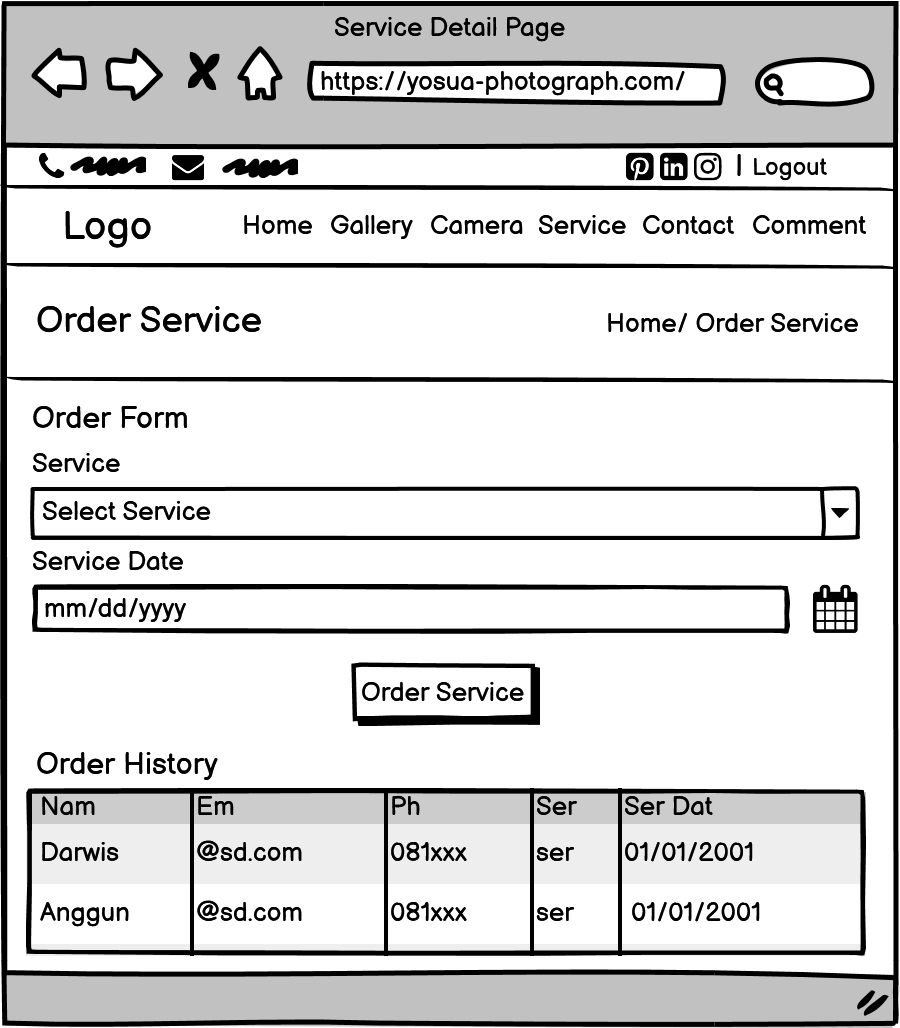 Service Detail Page
https://yosua-photograph.com/
Logout
Logo Home Gallery Camera Service Contact Comment
Order Service Home/ Order Service
Order Form
Service
Select Service
Service Date
mm/dd/yyyy
Order Service
Order History
Nam Em Ph Ser Ser Dat
Darwis @sd.com 081xxx ser 01/01/2001
Anggun @sd.com 081xxx ser 01/01/2001